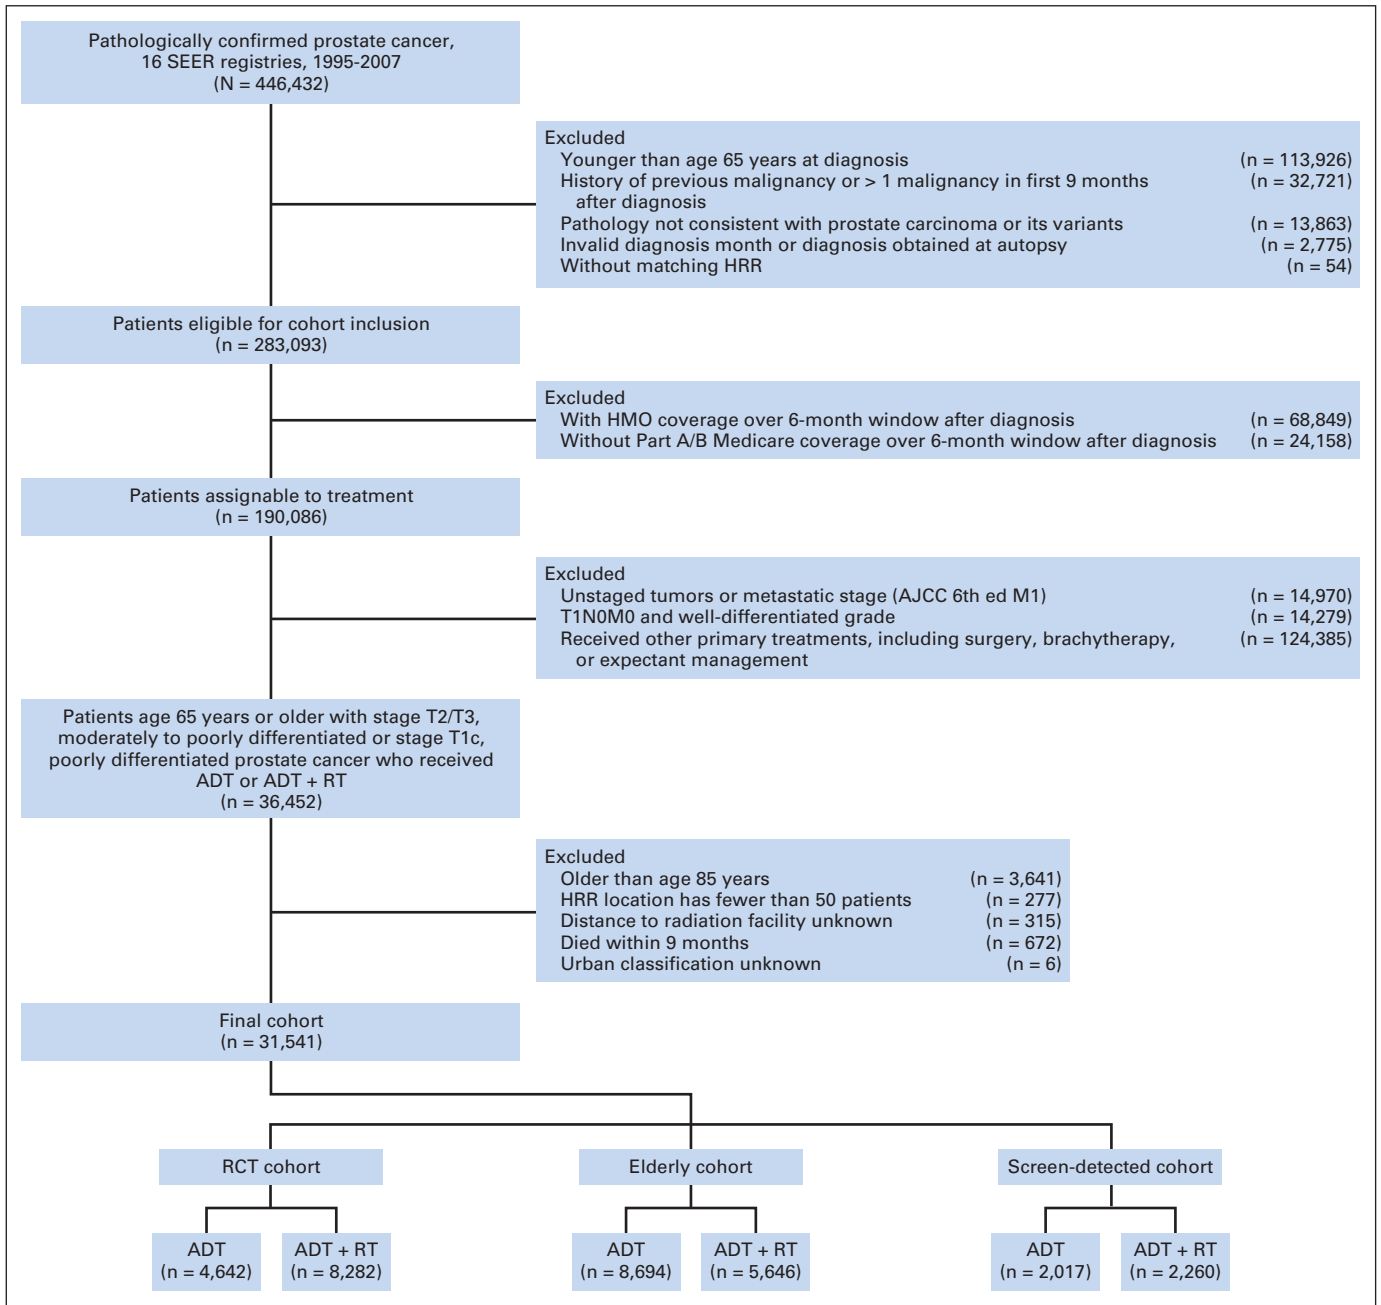 Pathologically confirmed prostate cancer,
16 SEER registries, 1995-2007
(N = 446,432)
Excluded
Younger than age 65 years at diagnosis (n = 113,926)
History of previous malignancy or > 1 malignancy in first 9 months (n = 32,721)
after diagnosis
Pathology not consistent with prostate carcinoma or its variants (n = 13,863)
Invalid diagnosis month or diagnosis obtained at autopsy (n = 2,775)
Without matching HRR (n = 54)
Patients eligible for cohort inclusion
(n = 283,093)
Excluded
With HMO coverage over 6-month window after diagnosis (n = 68,849)
Without Part A/B Medicare coverage over 6-month window after diagnosis (n = 24,158)
Patients assignable to treatment
(n = 190,086)
Excluded
Unstaged tumors or metastatic stage (AJCC 6th ed M1) (n = 14,970)
T1N0M0 and well-differentiated grade (n = 14,279)
Received other primary treatments, including surgery, brachytherapy, (n = 124,385)
or expectant management
Patients age 65 years or older with stage T2/T3,
moderately to poorly differentiated or stage T1c,
poorly differentiated prostate cancer who received
ADT or ADT + RT
(n = 36,452)
Excluded
Older than age 85 years (n = 3,641)
HRR location has fewer than 50 patients (n = 277)
Distance to radiation facility unknown (n = 315)
Died within 9 months (n = 672)
Urban classification unknown (n = 6)
Final cohort
(n = 31,541)
RCT cohort
Elderly cohort
Screen-detected cohort
ADT
(n = 4,642)
ADT + RT
(n = 8,282)
ADT
(n = 8,694)
ADT + RT
(n = 5,646)
ADT
(n = 2,017)
ADT + RT
(n = 2,260)